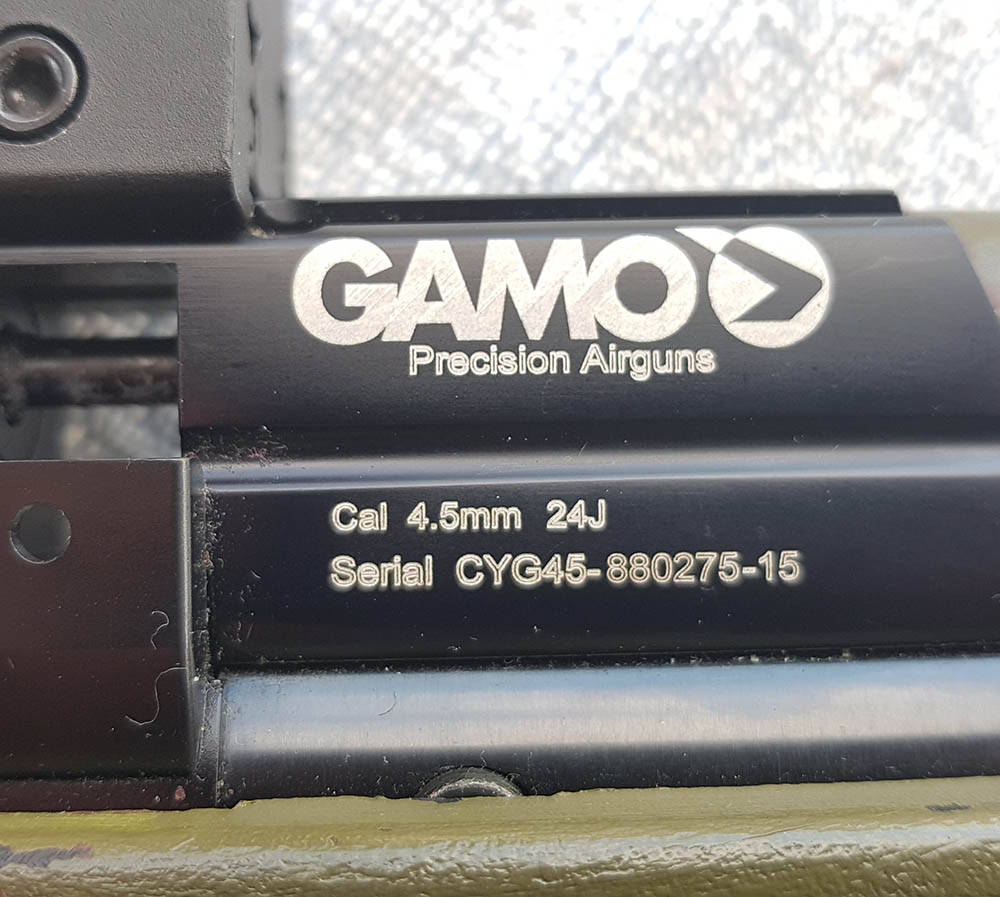 GAMO
Precision Airguns
Cal 4.5mm 24J
Serial CYG45-880275-15